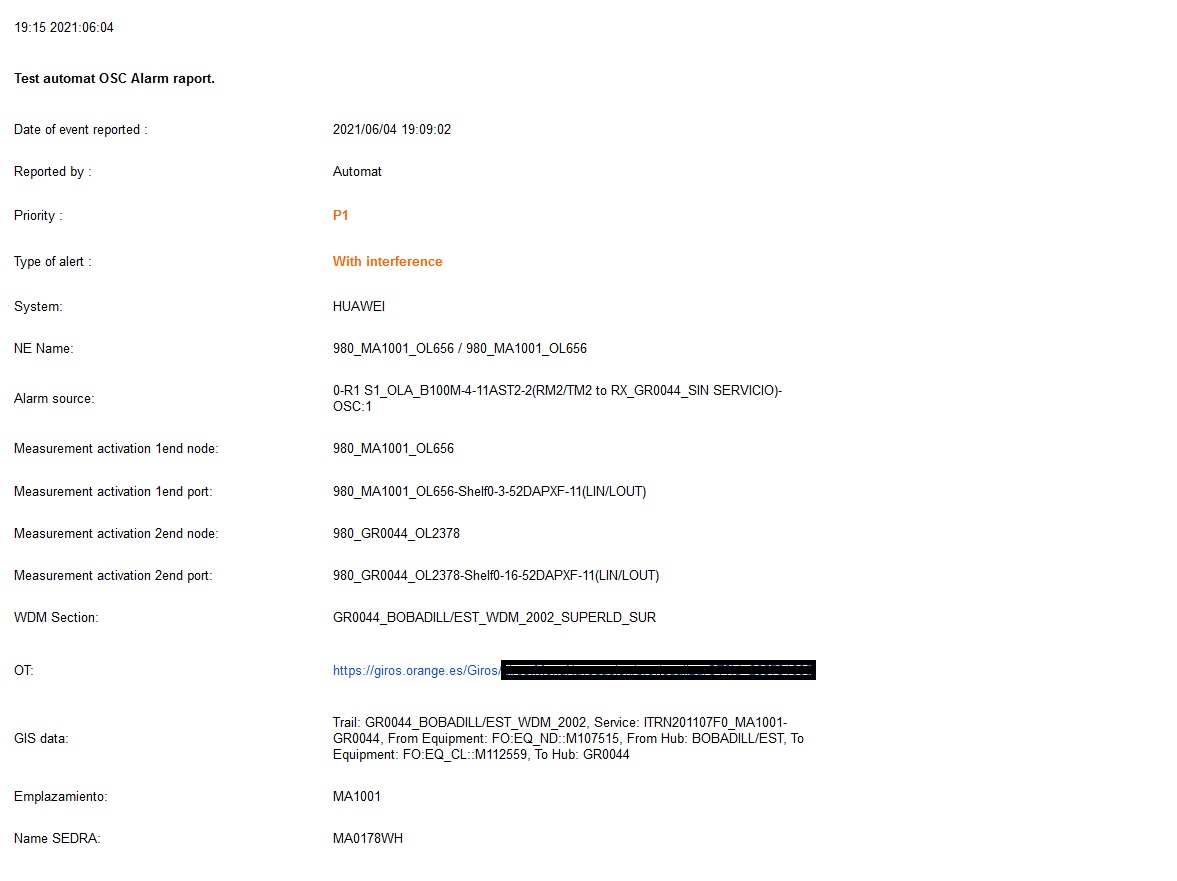 19:15 2021:06:04
Test automat OSC Alarm raport.
Date of event reported : 2021/06/04 19:09:02
Reported by : Automat
Priority : P1
Type of alert : With interference
System: HUAWEI
NE Name: 980_MA1001_OL656 / 980_MA1001_OL656
Alarm source: 0-R1 S1_OLA_B100M-4-11AST2-2(RM2/TM2 to RX_GR0044_SIN SERVICIO)-
OSC:1
Measurement activation 1end node: 980_MA1001_OL656
Measurement activation 1end port: 980_MA1001_OL656-Shelf0-3-52DAPXF-11(LIN/LOUT)
Measurement activation 2end node: 980_GR0044_OL2378
Measurement activation 2end port: 980_GR0044_OL2378-Shelf0-16-52DAPXF-11(LIN/LOUT)
WDM Section: GR0044_BOBADILL/EST_WDM_2002_SUPERLD_SUR
OT: https://giros.orange.es/Giros/
GIS data: Trail: GR0044_BOBADILL/EST_WDM_2002, Service: ITRN201107F0_MA1001-
GR0044, From Equipment: FO:EQ_ND::M107515, From Hub: BOBADILL/EST, To
Equipment: FO:EQ_CL::M112559, To Hub: GR0044
Emplazamiento: MA1001
Name SEDRA: MA0178WH